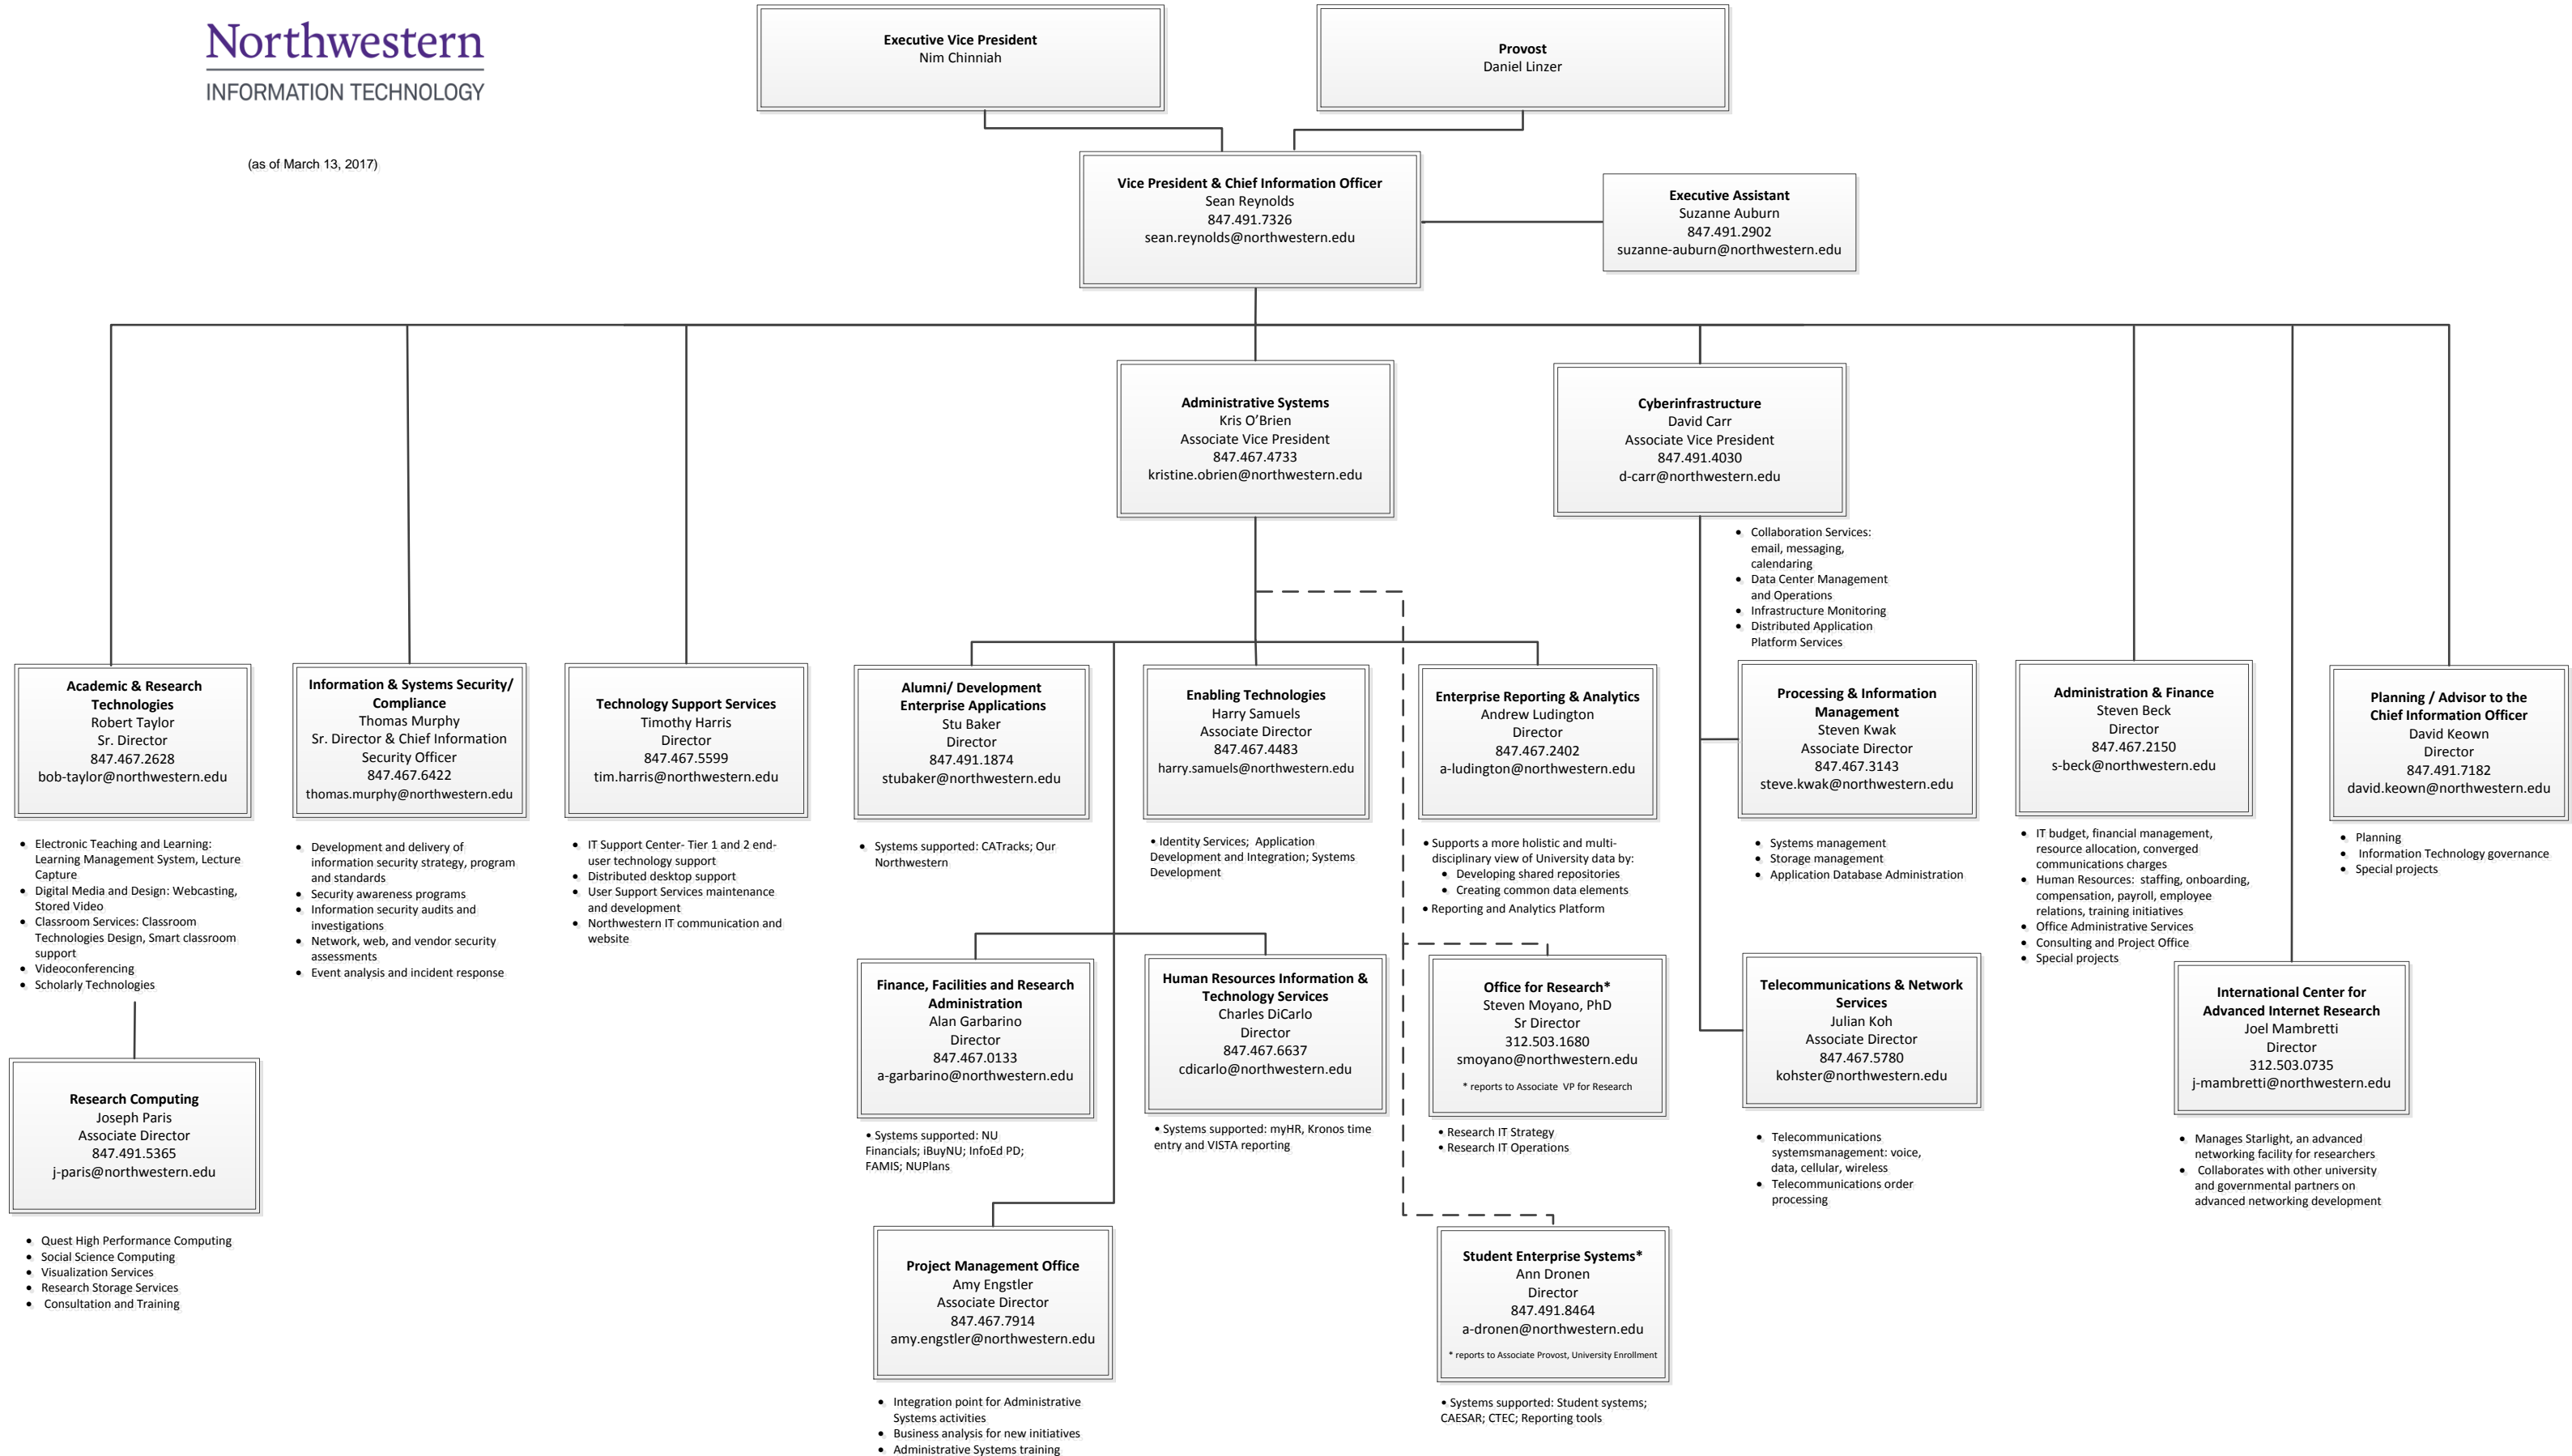 Northwestern
INFORMATION TECHNOLOGY
(as of March 13, 2017)
Executive Vice President
Nim Chinniah
Provost
Daniel Linzer
Vice President & Chief Information Officer
Sean Reynolds
847.491.7326
sean.reynolds@northwestern.edu
Executive Assistant
Suzanne Auburn
847.491.2902
suzanne-auburn@northwestern.edu
Administrative Systems
Kris O’Brien
Associate Vice President
847.467.4733
kristine.obrien@northwestern.edu
Cyberinfrastructure
David Carr
Associate Vice President
847.491.4030
d-carr@northwestern.edu
• Collaboration Services:
email, messaging,
calendaring
• Data Center Management
and Operations
• Infrastructure Monitoring
• Distributed Application
Platform Services
Academic & Research
Technologies
Robert Taylor
Sr. Director
847.467.2628
bob-taylor@northwestern.edu
• Electronic Teaching and Learning:
Learning Management System, Lecture
Capture
• Digital Media and Design: Webcasting,
Stored Video
• Classroom Services: Classroom
Technologies Design, Smart classroom
support
• Videoconferencing
• Scholarly Technologies
Research Computing
Joseph Paris
Associate Director
847.491.5365
j-paris@northwestern.edu
• Quest High Performance Computing
• Social Science Computing
• Visualization Services
• Research Storage Services
• Consultation and Training
Information & Systems Security/
Compliance
Thomas Murphy
Sr. Director & Chief Information
Security Officer
847.467.6422
thomas.murphy@northwestern.edu
• Development and delivery of
information security strategy, program
and standards
• Security awareness programs
• Information security audits and
investigations
• Network, web, and vendor security
assessments
• Event analysis and incident response
Technology Support Services
Timothy Harris
Director
847.467.5599
tim.harris@northwestern.edu
• IT Support Center- Tier 1 and 2 end-
user technology support
• Distributed desktop support
• User Support Services maintenance
and development
• Northwestern IT communication and
website
Alumni/ Development
Enterprise Applications
Stu Baker
Director
847.491.1874
stubaker@northwestern.edu
• Systems supported: CATracks; Our
Northwestern
Enabling Technologies
Harry Samuels
Associate Director
847.467.4483
harry.samuels@northwestern.edu
• Identity Services; Application
Development and Integration; Systems
Development
Enterprise Reporting & Analytics
Andrew Ludington
Director
847.467.2402
a-ludington@northwestern.edu
• Supports a more holistic and multi-
disciplinary view of University data by:
• Developing shared repositories
• Creating common data elements
• Reporting and Analytics Platform
Processing & Information
Management
Steven Kwak
Associate Director
847.467.3143
steve.kwak@northwestern.edu
• Systems management
• Storage management
• Application Database Administration
Administration & Finance
Steven Beck
Director
847.467.2150
s-beck@northwestern.edu
• IT budget, financial management,
resource allocation, converged
communications charges
• Human Resources: staffing, onboarding,
compensation, payroll, employee
relations, training initiatives
• Office Administrative Services
• Consulting and Project Office
• Special projects
Planning / Advisor to the
Chief Information Officer
David Keown
Director
847.491.7182
david.keown@northwestern.edu
• Planning
• Information Technology governance
• Special projects
Finance, Facilities and Research
Administration
Alan Garbarino
Director
847.467.0133
a-garbarino@northwestern.edu
• Systems supported: NU
Financials; iBuyNU; InfoEd PD;
FAMIS; NUPlans
Human Resources Information &
Technology Services
Charles DiCarlo
Director
847.467.6637
cdicarlo@northwestern.edu
• Systems supported: myHR, Kronos time
entry and VISTA reporting
Office for Research*
Steven Moyano, PhD
Sr Director
312.503.1680
smoyano@northwestern.edu
* reports to Associate VP for Research
• Research IT Strategy
• Research IT Operations
Telecommunications & Network
Services
Julian Koh
Associate Director
847.467.5780
kohster@northwestern.edu
• Telecommunications
systemsmanagement: voice,
data, cellular, wireless
• Telecommunications order
processing
International Center for
Advanced Internet Research
Joel Mambretti
Director
312.503.0735
j-mambretti@northwestern.edu
• Manages Starlight, an advanced
networking facility for researchers
• Collaborates with other university
and governmental partners on
advanced networking development
Project Management Office
Amy Engstler
Associate Director
847.467.7914
amy.engstler@northwestern.edu
• Integration point for Administrative
Systems activities
• Business analysis for new initiatives
• Administrative Systems training
Student Enterprise Systems*
Ann Dronen
Director
847.491.8464
a-dronen@northwestern.edu
* reports to Associate Provost, University Enrollment
• Systems supported: Student systems;
CAESAR; CTEC; Reporting tools